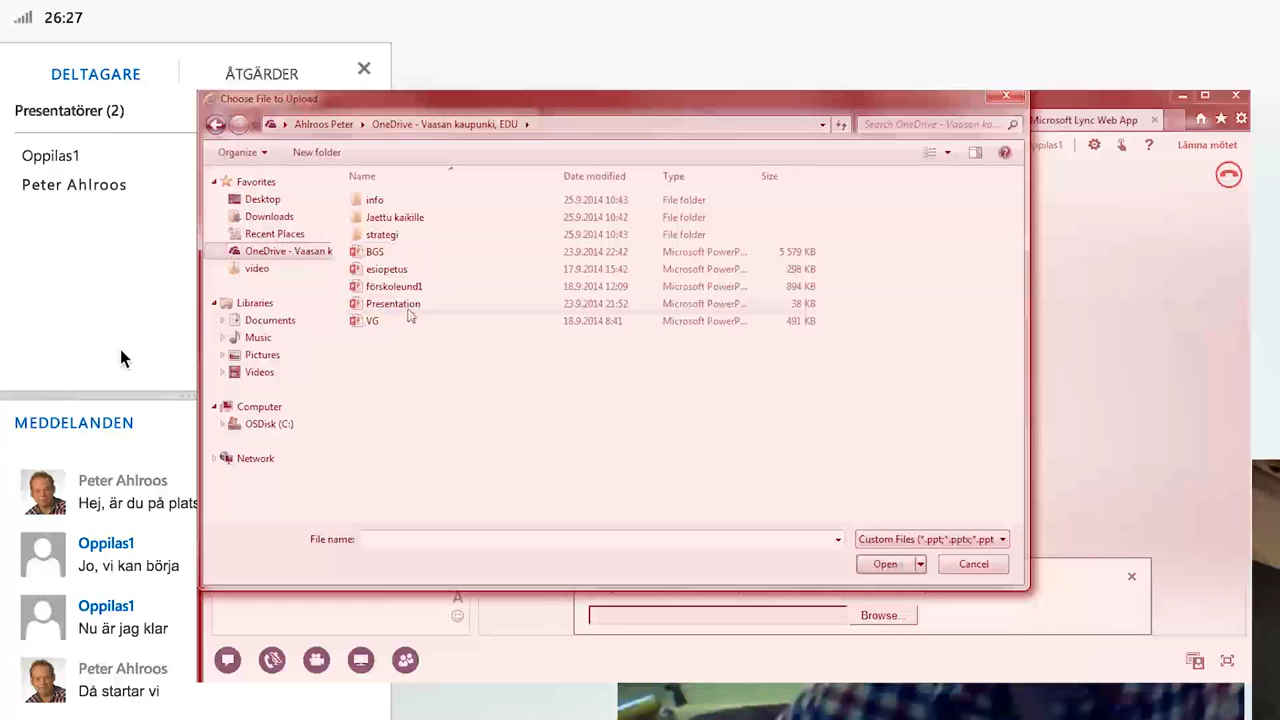 26:27
DELTAGARE
ÅTGÄRDER
Presentatörer (2)
Oppilas1
Peter Ahlroos
MEDDELANDEN
Peter Ahlroos
Hej, är du på plats
Oppilas1
Jo, vi kan börja
Oppilas1
Nu är jag klar
Peter Ahlroos
Då startar vi
Choose File to Upload
Ahlroos Peter
OneDrive - Vaasan kaupunki, EDU
Search OneDrive - Vaasan ka...
Organize
New folder
Favorites
Desktop
Downloads
Recent Places
OneDrive - Vaasan k
video
Libraries
Documents
Music
Pictures
Videos
Computer
OSDisk (C:)
Network
Name Date modified Type Size
info 25.9.2014 10:43 File folder
Jaettu kaikille 25.9.2014 10:42 File folder
strategi 25.9.2014 10:43 File folder
BGS 23.9.2014 22:42 Microsoft PowerP... 5 579 KB
esiopetus 17.9.2014 15:42 Microsoft PowerP... 298 KB
förskoleund1 18.9.2014 12:09 Microsoft PowerP... 894 KB
Presentation 23.9.2014 21:52 Microsoft PowerP... 38 KB
VG 18.9.2014 8:41 Microsoft PowerP... 491 KB
File name:
Custom Files (*.ppt;*.pptx;*.ppt
Open
Cancel
Microsoft Lync Web App
ppilas1
Lämna mötet
A
Browse...